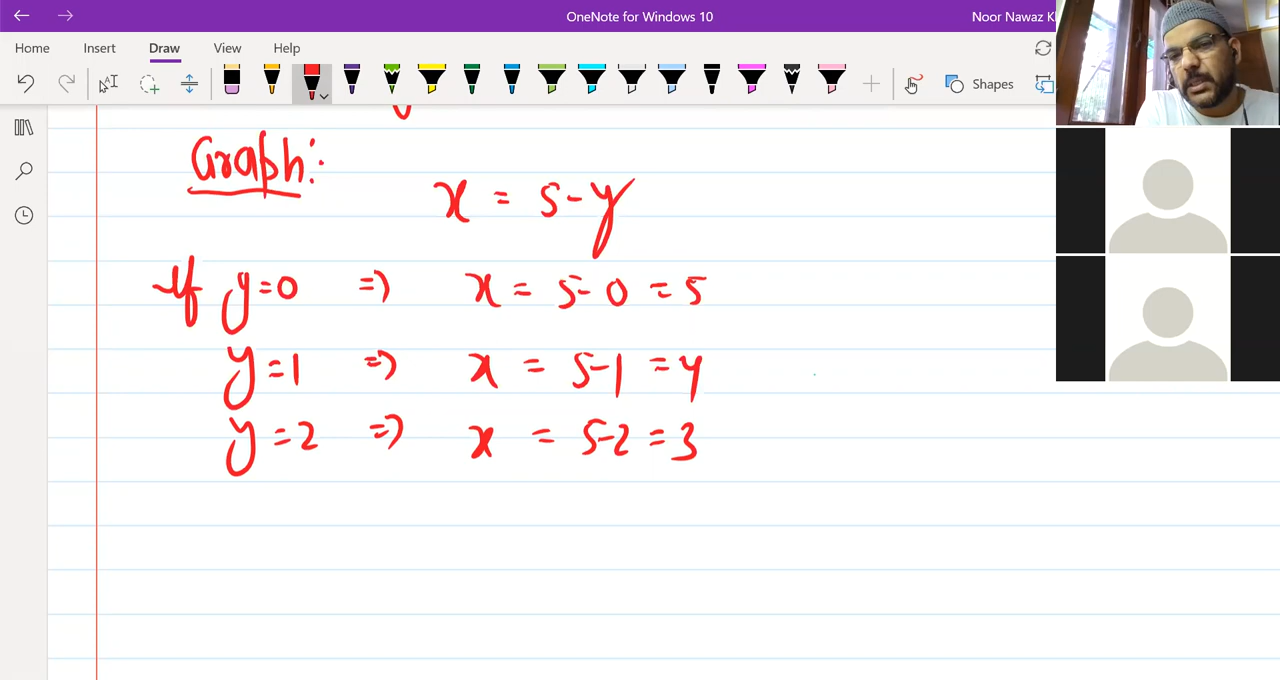 OneNote for Windows 10
Noor Nawaz K
Home Insert Draw View Help
Shapes
Graph:
x = 5-y
If y=0 => x = 5-0 = 5
y=1 => x = 5-1 = 4
y=2 => x = 5-2 = 3